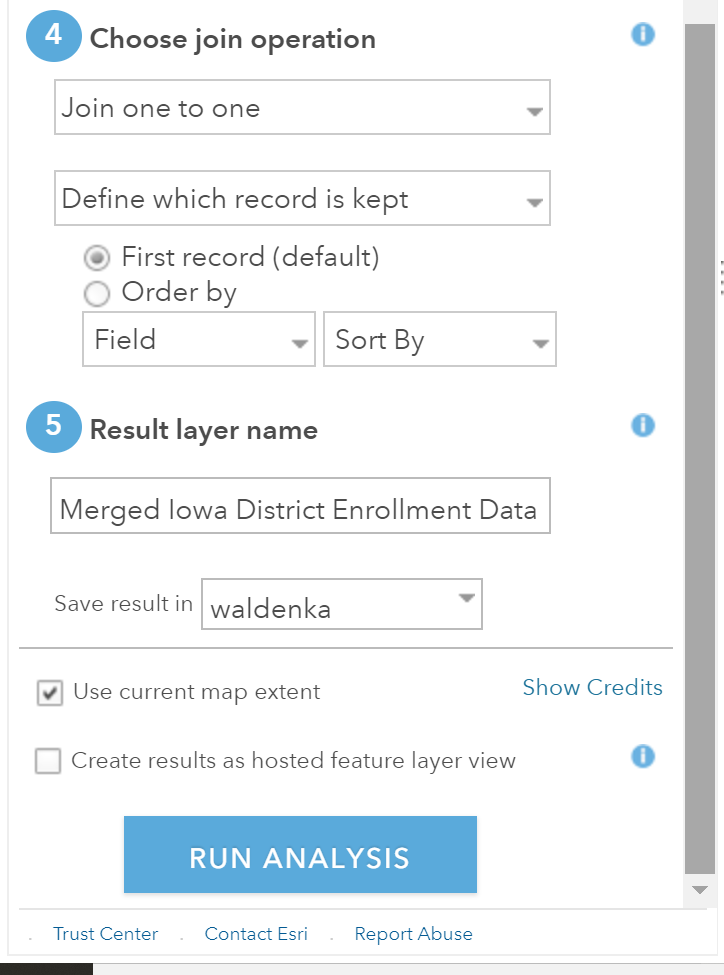 4 Choose join operation i
Join one to one
Define which record is kept
First record (default)
Order by
Field Sort By
5 Result layer name i
Merged Iowa District Enrollment Data
Save result in waldenka
Use current map extent Show Credits
Create results as hosted feature layer view i
RUN ANALYSIS
. Trust Center . Contact Esri . Report Abuse